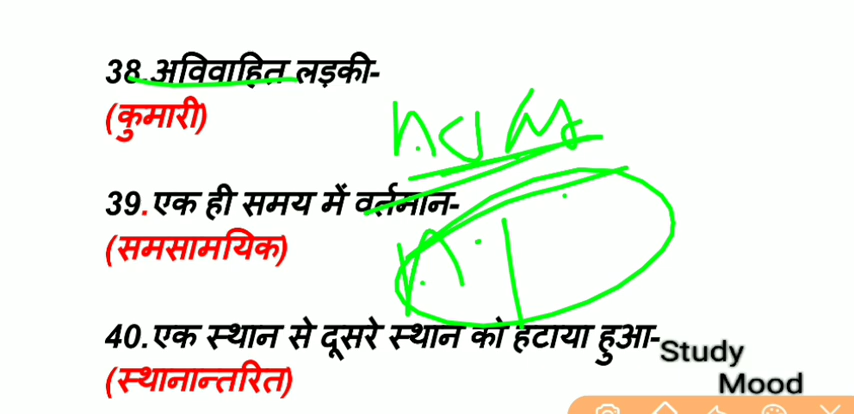 38.अविवाहित लड़की-
(कुमारी)
39.एक ही समय में वर्तमान-
(समसामयिक)
40.एक स्थान से दूसरे स्थान को हटाया हुआ-
(स्थानान्तरित)
Study
Mood